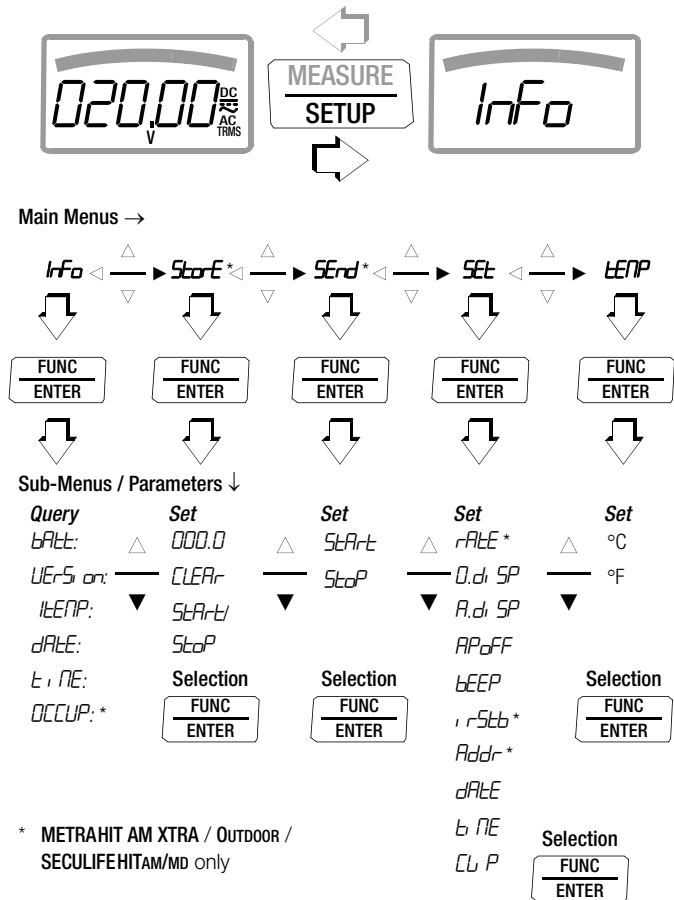 MEASURE
SETUP
020.00 DC AC TRMS
V
InFo
Main Menus →
InFo StorE * SEnd * SEt tEMP
FUNC FUNC FUNC FUNC FUNC
ENTER ENTER ENTER ENTER ENTER
Sub-Menus / Parameters ↓
Query Set Set Set Set
bAtt: 000.0 StArt rAtE * °C
VErSion: CLEAr StoP 0.diSP °F
ItEMP: StArt/ A.diSP
dAtE: StoP APoFF
tiME: Selection Selection bEEP Selection
OCCUP: * FUNC FUNC irStb * FUNC
ENTER ENTER Addr * ENTER
dAtE
* METRAHIT AM XTRA / OUTDOOR / tiME Selection
SECULIFE HITAM/MD only CLiP FUNC
ENTER